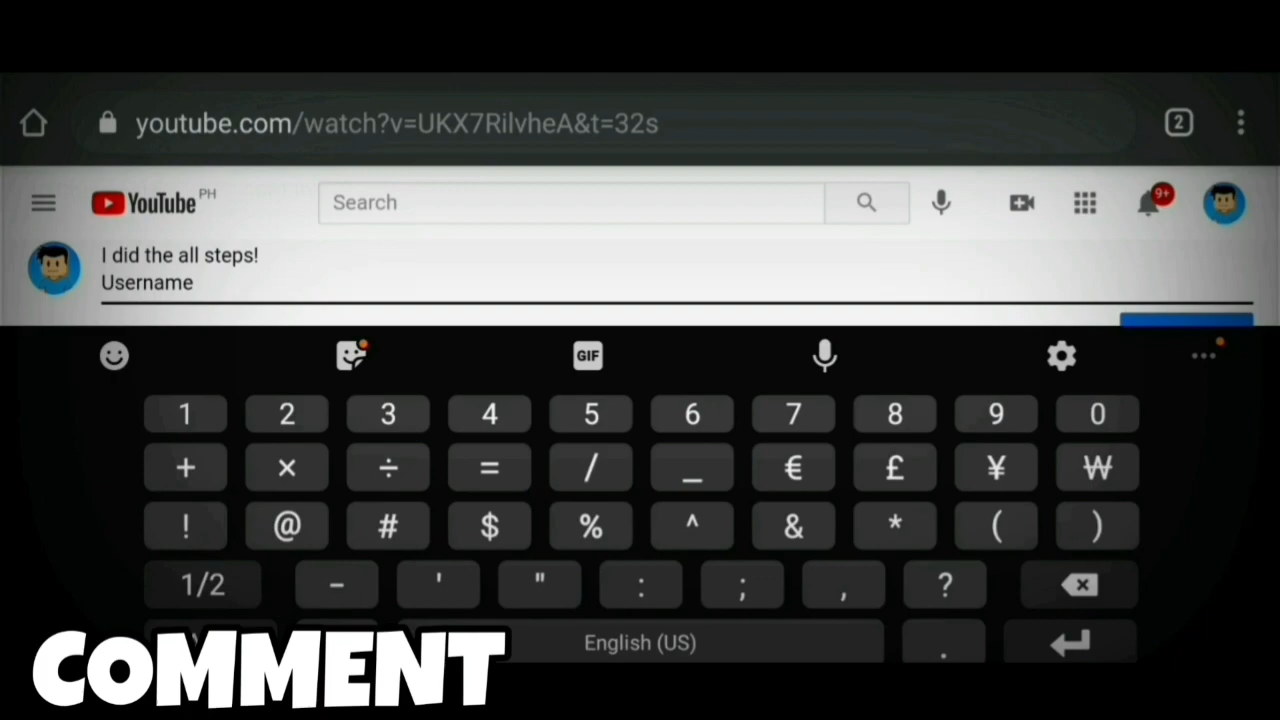 youtube.com/watch?v=UKX7RilvheA&t=32s
2
YouTube PH
Search
9+
I did the all steps!
Username
GIF
1 2 3 4 5 6 7 8 9 0
+ × ÷ = / _ € £ ¥ ₩
! @ # $ % ^ & * ( )
1/2 - ' " : ; , ?
English (US) .
COMMENT